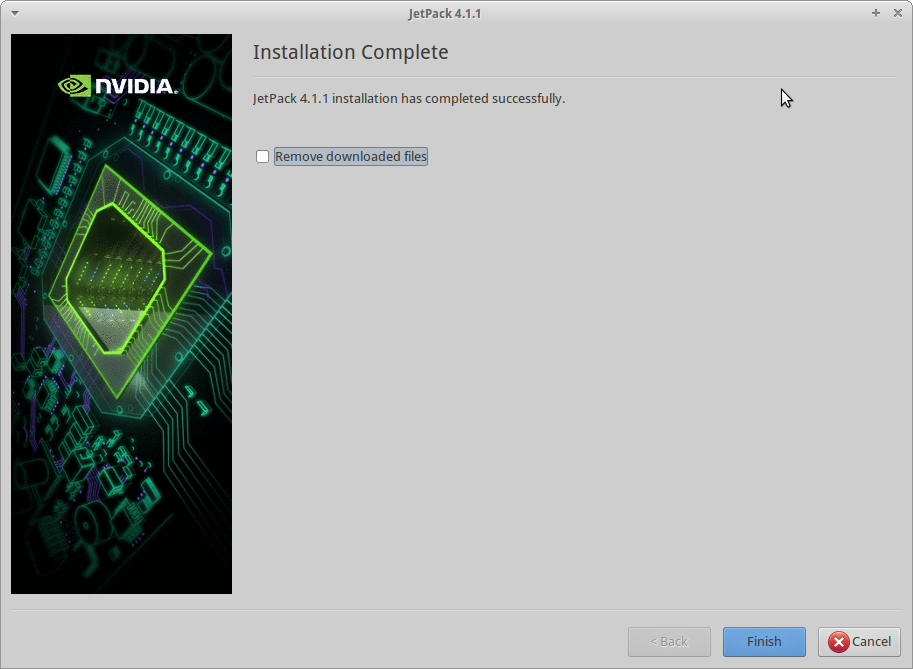 JetPack 4.1.1
NVIDIA.
Installation Complete
JetPack 4.1.1 installation has completed successfully.
Remove downloaded files
< Back
Finish
Cancel